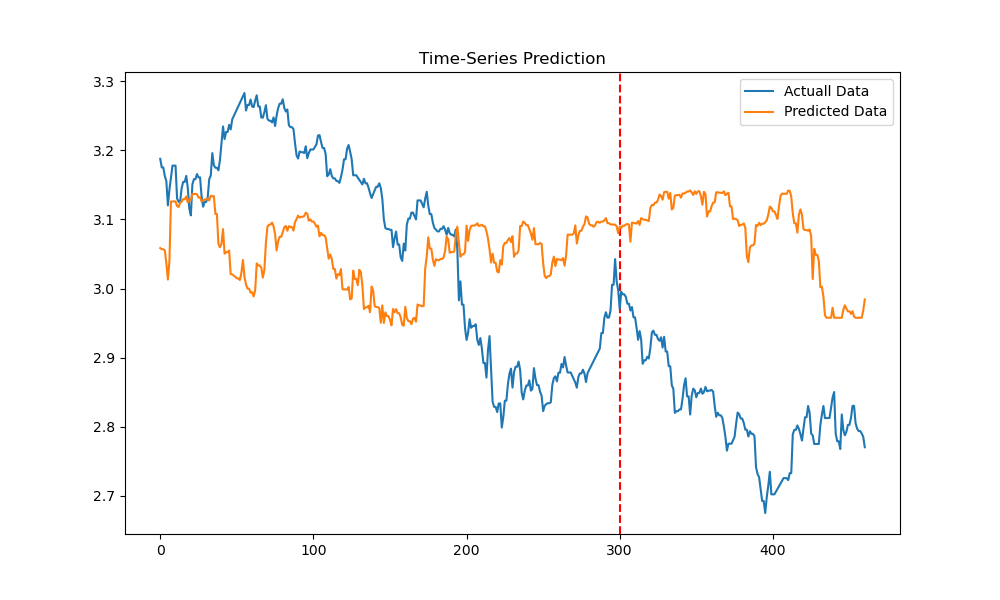 Time-Series Prediction
Actuall Data
Predicted Data
3.3
3.2
3.1
3.0
2.9
2.8
2.7
0 100 200 300 400